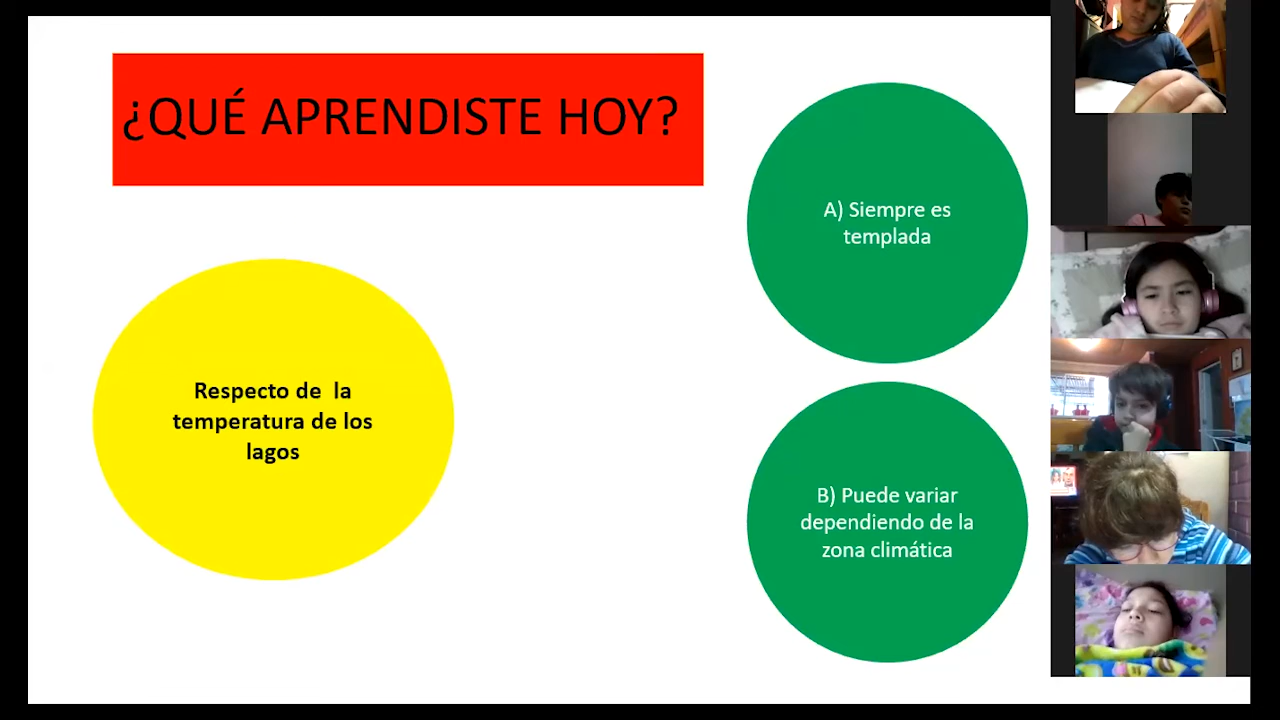 ¿QUÉ APRENDISTE HOY?
Respecto de  la
temperatura de los
lagos
A) Siempre es
templada
B) Puede variar
dependiendo de la
zona climática